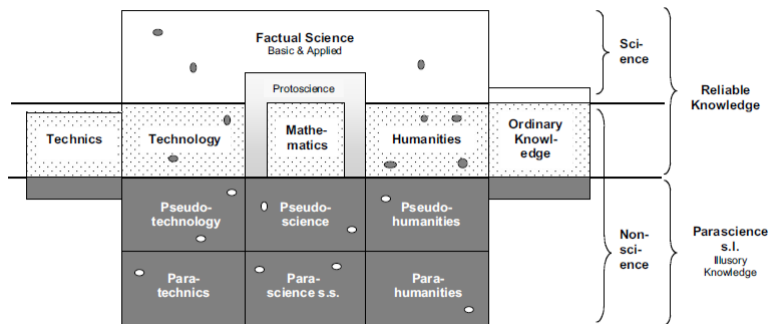 Factual Science
Basic & Applied
Sci-
ence
Protoscience
Reliable
Knowledge
Technics
Technology
Mathe-
matics
Humanities
Ordinary
Knowl-
edge
Pseudo-
technology
Pseudo-
science
Pseudo-
humanities
Non-
sci-
ence
Parascience
s.l.
Illusory
Knowledge
Para-
technics
Para-
science s.s.
Para-
humanities